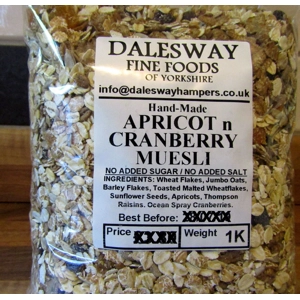 DALESWAY
FINE FOODS
OF YORKSHIRE
info@daleswayhampers.co.uk
Hand-Made
APRICOT n
CRANBERRY
MUESLI
NO ADDED SUGAR / NO ADDED SALT
INGREDIENTS: Wheat Flakes, Jumbo Oats,
Barley Flakes, Toasted Malted Wheatflakes,
Sunflower Seeds, Apricots, Thompson
Raisins. Ocean Spray Cranberries.
Best Before:
Price Weight 1K